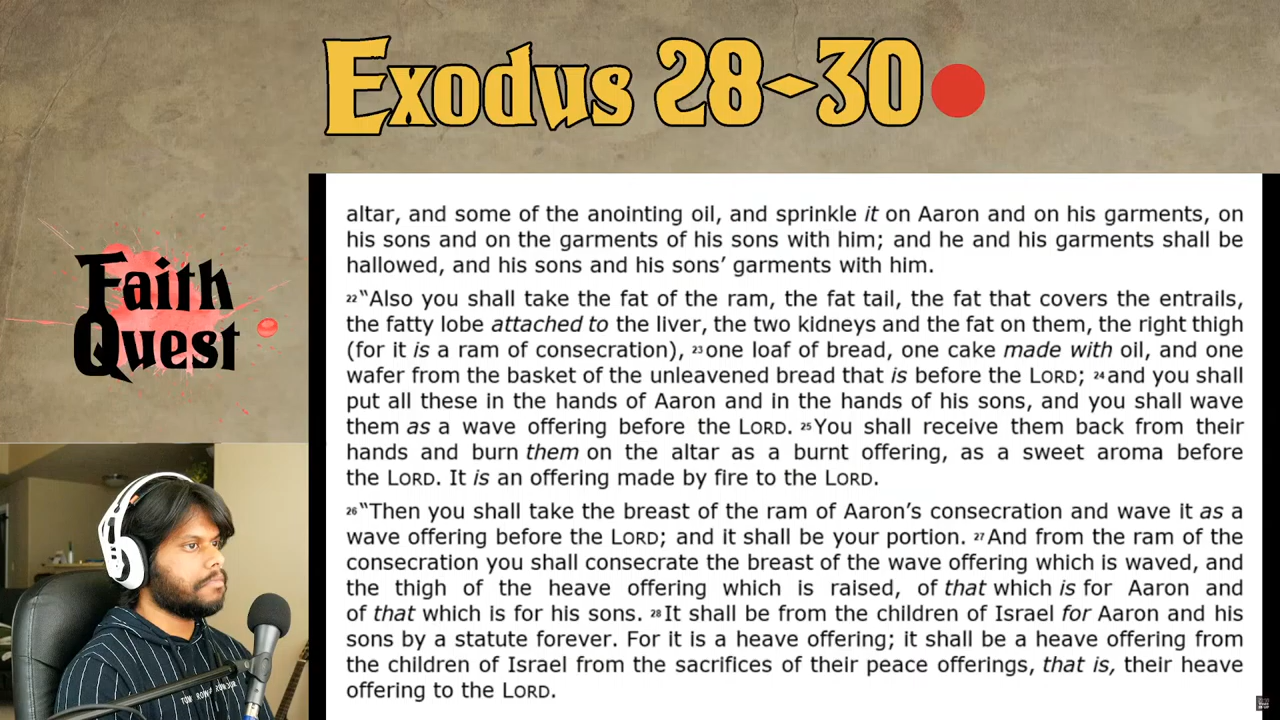 Exodus 28-30
Faith
Quest
altar, and some of the anointing oil, and sprinkle it on Aaron and on his garments, on
his sons and on the garments of his sons with him; and he and his garments shall be
hallowed, and his sons and his sons’ garments with him.
22“Also you shall take the fat of the ram, the fat tail, the fat that covers the entrails,
the fatty lobe attached to the liver, the two kidneys and the fat on them, the right thigh
(for it is a ram of consecration), 23one loaf of bread, one cake made with oil, and one
wafer from the basket of the unleavened bread that is before the LORD; 24and you shall
put all these in the hands of Aaron and in the hands of his sons, and you shall wave
them as a wave offering before the LORD. 25You shall receive them back from their
hands and burn them on the altar as a burnt offering, as a sweet aroma before
the LORD. It is an offering made by fire to the LORD.
26“Then you shall take the breast of the ram of Aaron’s consecration and wave it as a
wave offering before the LORD; and it shall be your portion. 27And from the ram of the
consecration you shall consecrate the breast of the wave offering which is waved, and
the thigh of the heave offering which is raised, of that which is for Aaron and
of that which is for his sons. 28It shall be from the children of Israel for Aaron and his
sons by a statute forever. For it is a heave offering; it shall be a heave offering from
the children of Israel from the sacrifices of their peace offerings, that is, their heave
offering to the LORD.